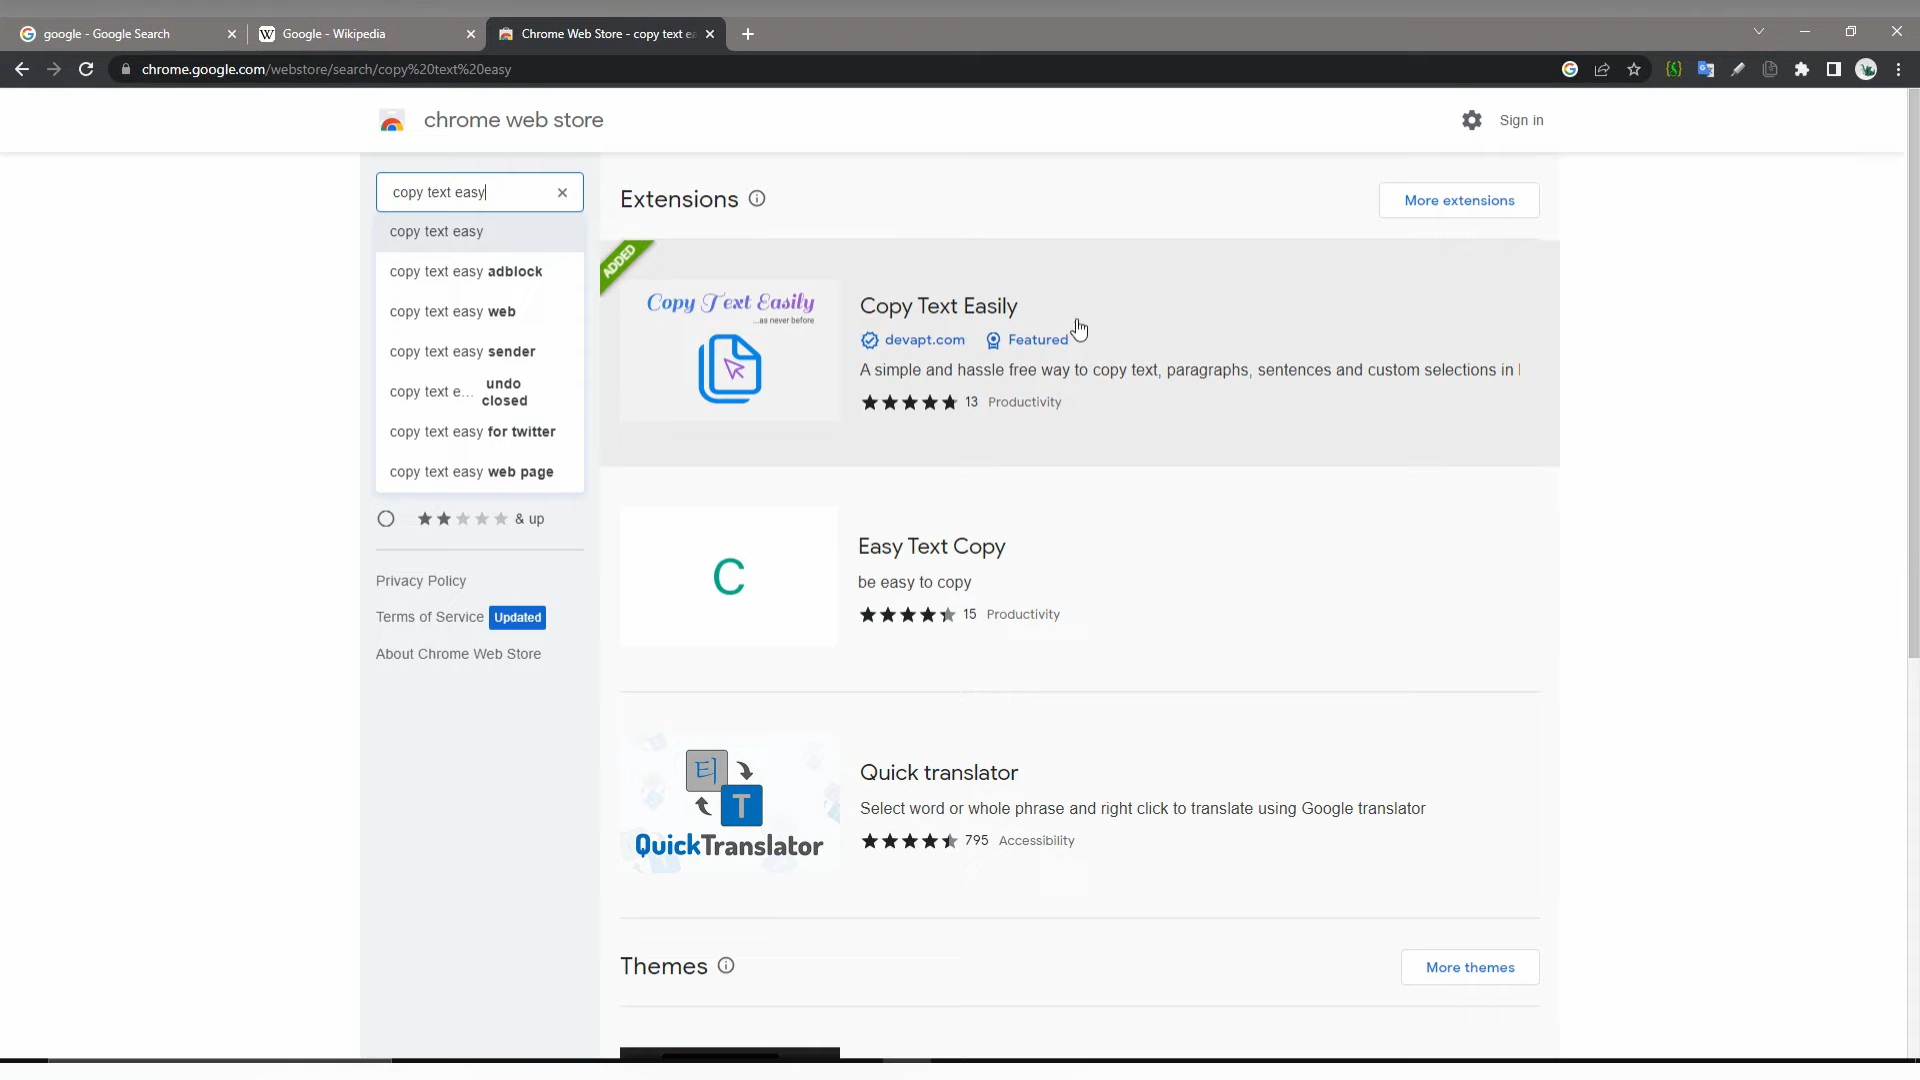 google - Google Search
Google - Wikipedia
Chrome Web Store - copy text ea
chrome.google.com/webstore/search/copy%20text%20easy
chrome web store
Sign in
copy text easy
copy text easy
copy text easy adblock
copy text easy web
copy text easy sender
copy text e... undo closed
copy text easy for twitter
copy text easy web page
& up
Privacy Policy
Terms of Service Updated
About Chrome Web Store
Extensions
More extensions
ADDED
Copy Text Easily
...as never before
Copy Text Easily
devapt.com Featured
A simple and hassle free way to copy text, paragraphs, sentences and custom selections in
13 Productivity
C
Easy Text Copy
be easy to copy
15 Productivity
티
T
QuickTranslator
Quick translator
Select word or whole phrase and right click to translate using Google translator
795 Accessibility
Themes
More themes